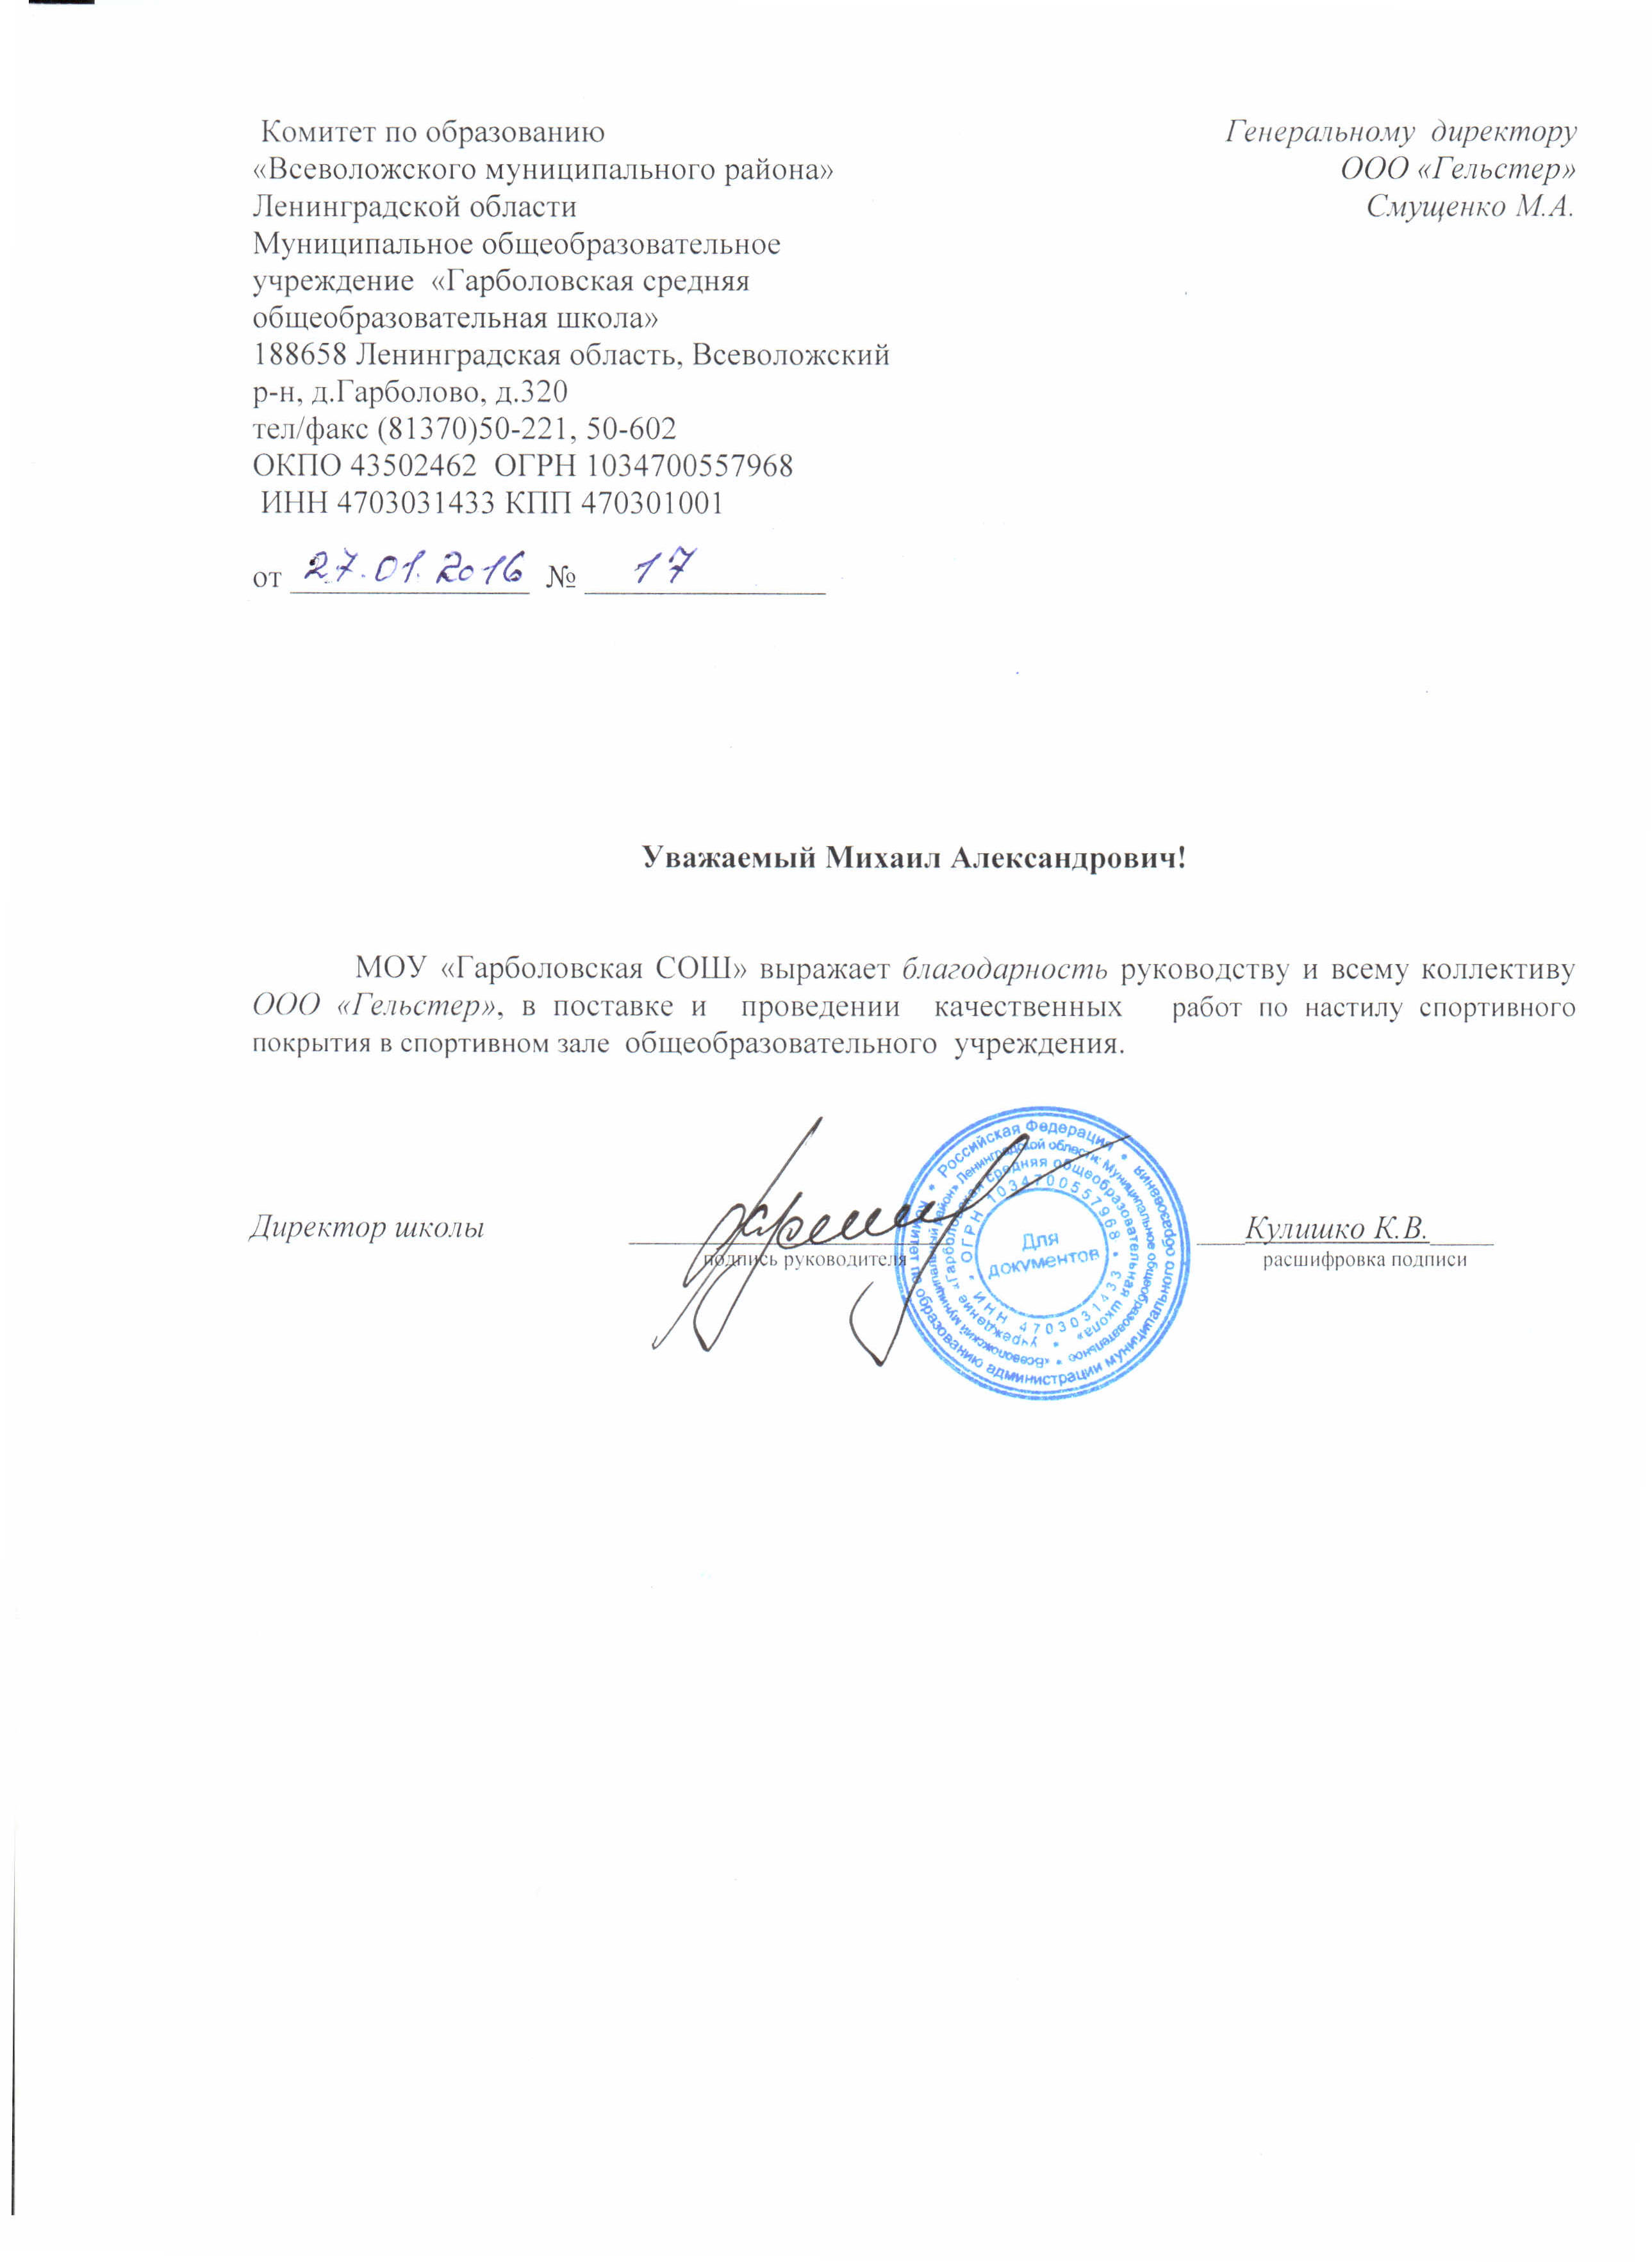 Комитет по образованию
«Всеволожского муниципального района»
Ленинградской области
Муниципальное общеобразовательное
учреждение «Гарболовская средняя
общеобразовательная школа»
188658 Ленинградская область, Всеволожский
р-н, д.Гарболово, д.320
тел/факс (81370)50-221, 50-602
ОКПО 43502462 ОГРН 1034700557968
ИНН 4703031433 КПП 470301001
от 27.01.2016 № 17
Генеральному директору
ООО «Гельстер»
Смущенко М.А.
Уважаемый Михаил Александрович!
МОУ «Гарболовская СОШ» выражает благодарность руководству и всему коллективу
ООО «Гельстер», в поставке и проведении качественных работ по настилу спортивного
покрытия в спортивном зале общеобразовательного учреждения.
Директор школы
подпись руководителя
Кулишко К.В.
расшифровка подписи
Российская Федерация • Комитет по образованию администрации муниципального образования
«Всеволожский муниципальный район» Ленинградской области: Муниципальное общеобразовательное
учреждение «Гарболовская средняя общеобразовательная школа»
ОГРН 1034700557968 • ИНН 4703031433
Для
документов